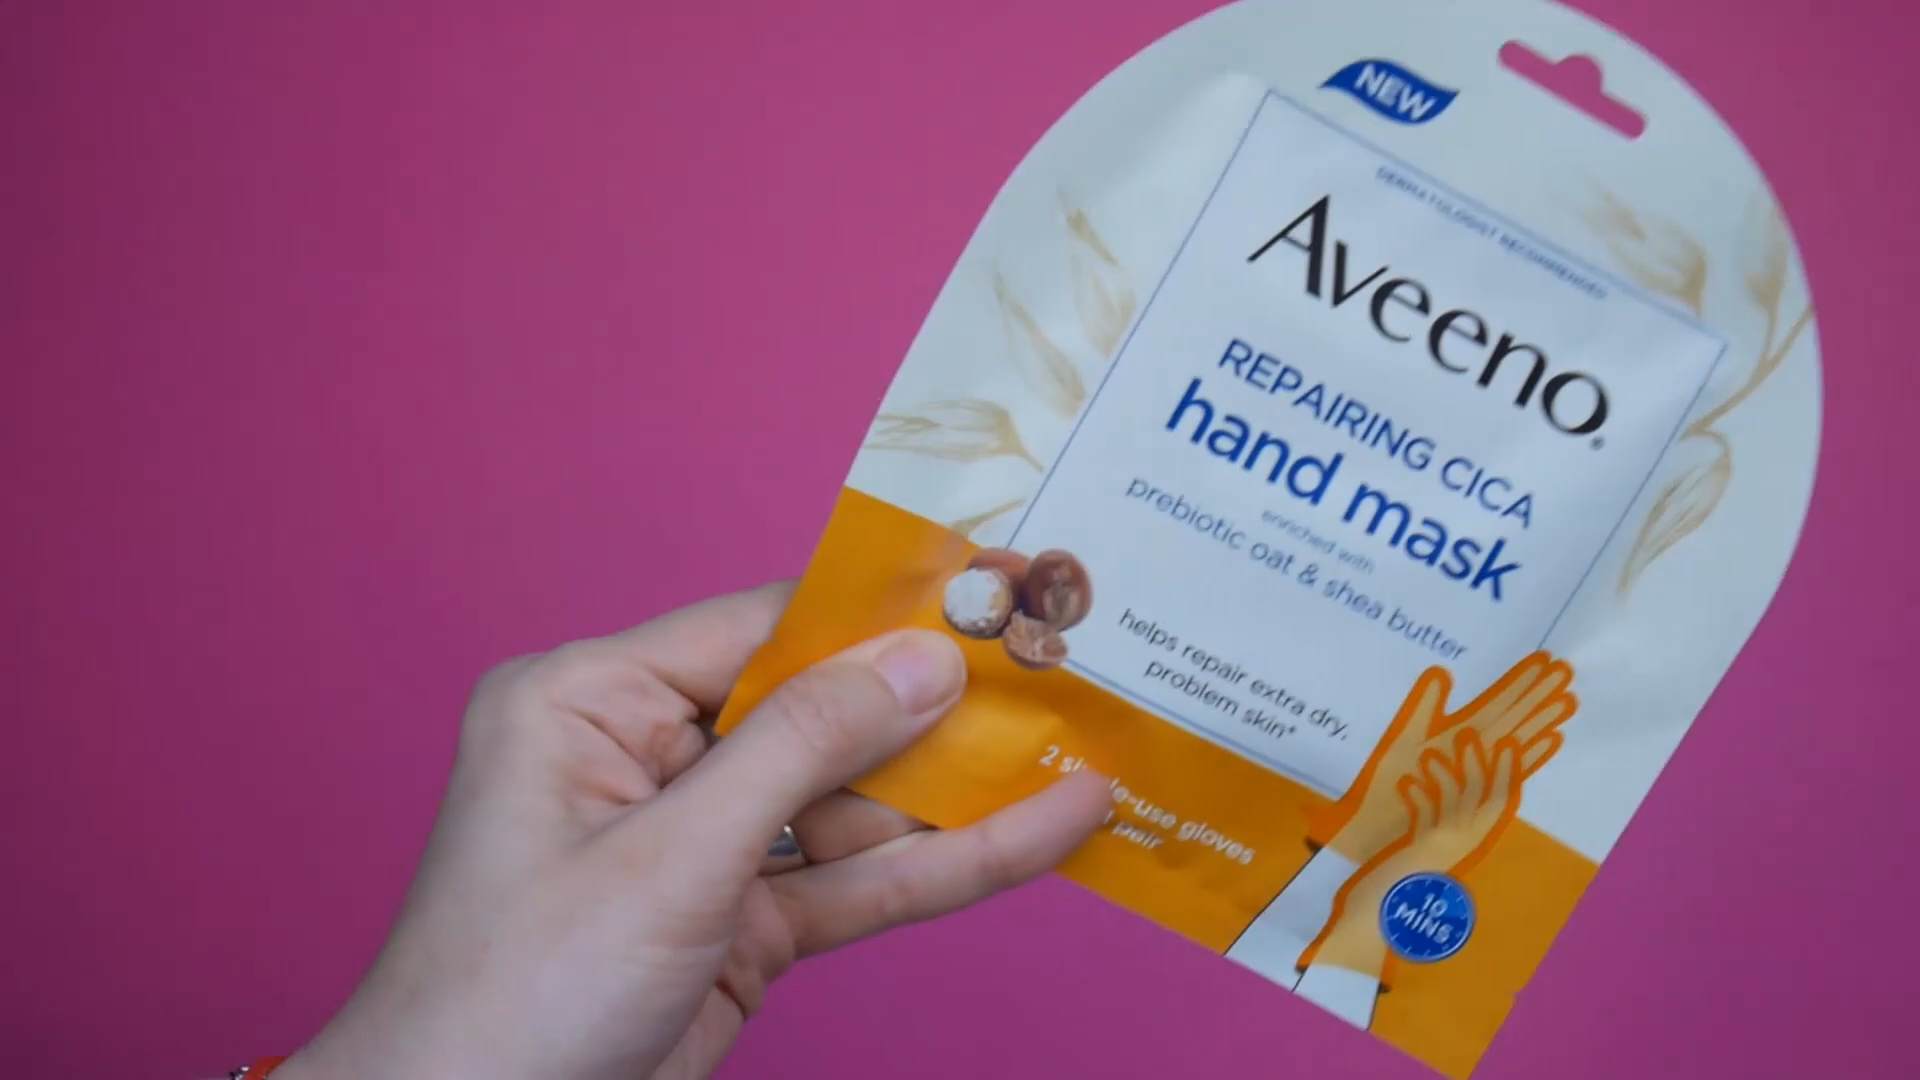 NEW
DERMATOLOGIST RECOMMENDED
Aveeno®
REPAIRING CICA
hand mask
enriched with
prebiotic oat & shea butter
helps repair extra dry,
problem skin*
2 gloves
pair
10
MINS